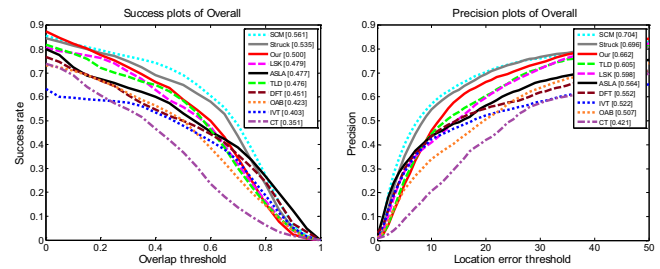 Success plots of Overall
Success rate
0.9
0.8
0.7
0.6
0.5
0.4
0.3
0.2
0.1
0
0
0.2
0.4
0.6
0.8
1
Overlap threshold
SCM [0.561]
Struck [0.535]
Our [0.500]
LSK [0.479]
ASLA [0.477]
TLD [0.476]
DFT [0.451]
OAB [0.423]
IVT [0.403]
CT [0.351]
Precision plots of Overall
Precision
0.9
0.8
0.7
0.6
0.5
0.4
0.3
0.2
0.1
0
0
10
20
30
40
50
Location error threshold
SCM [0.704]
Struck [0.696]
Our [0.662]
TLD [0.605]
LSK [0.598]
ASLA [0.564]
DFT [0.552]
IVT [0.522]
OAB [0.507]
CT [0.421]